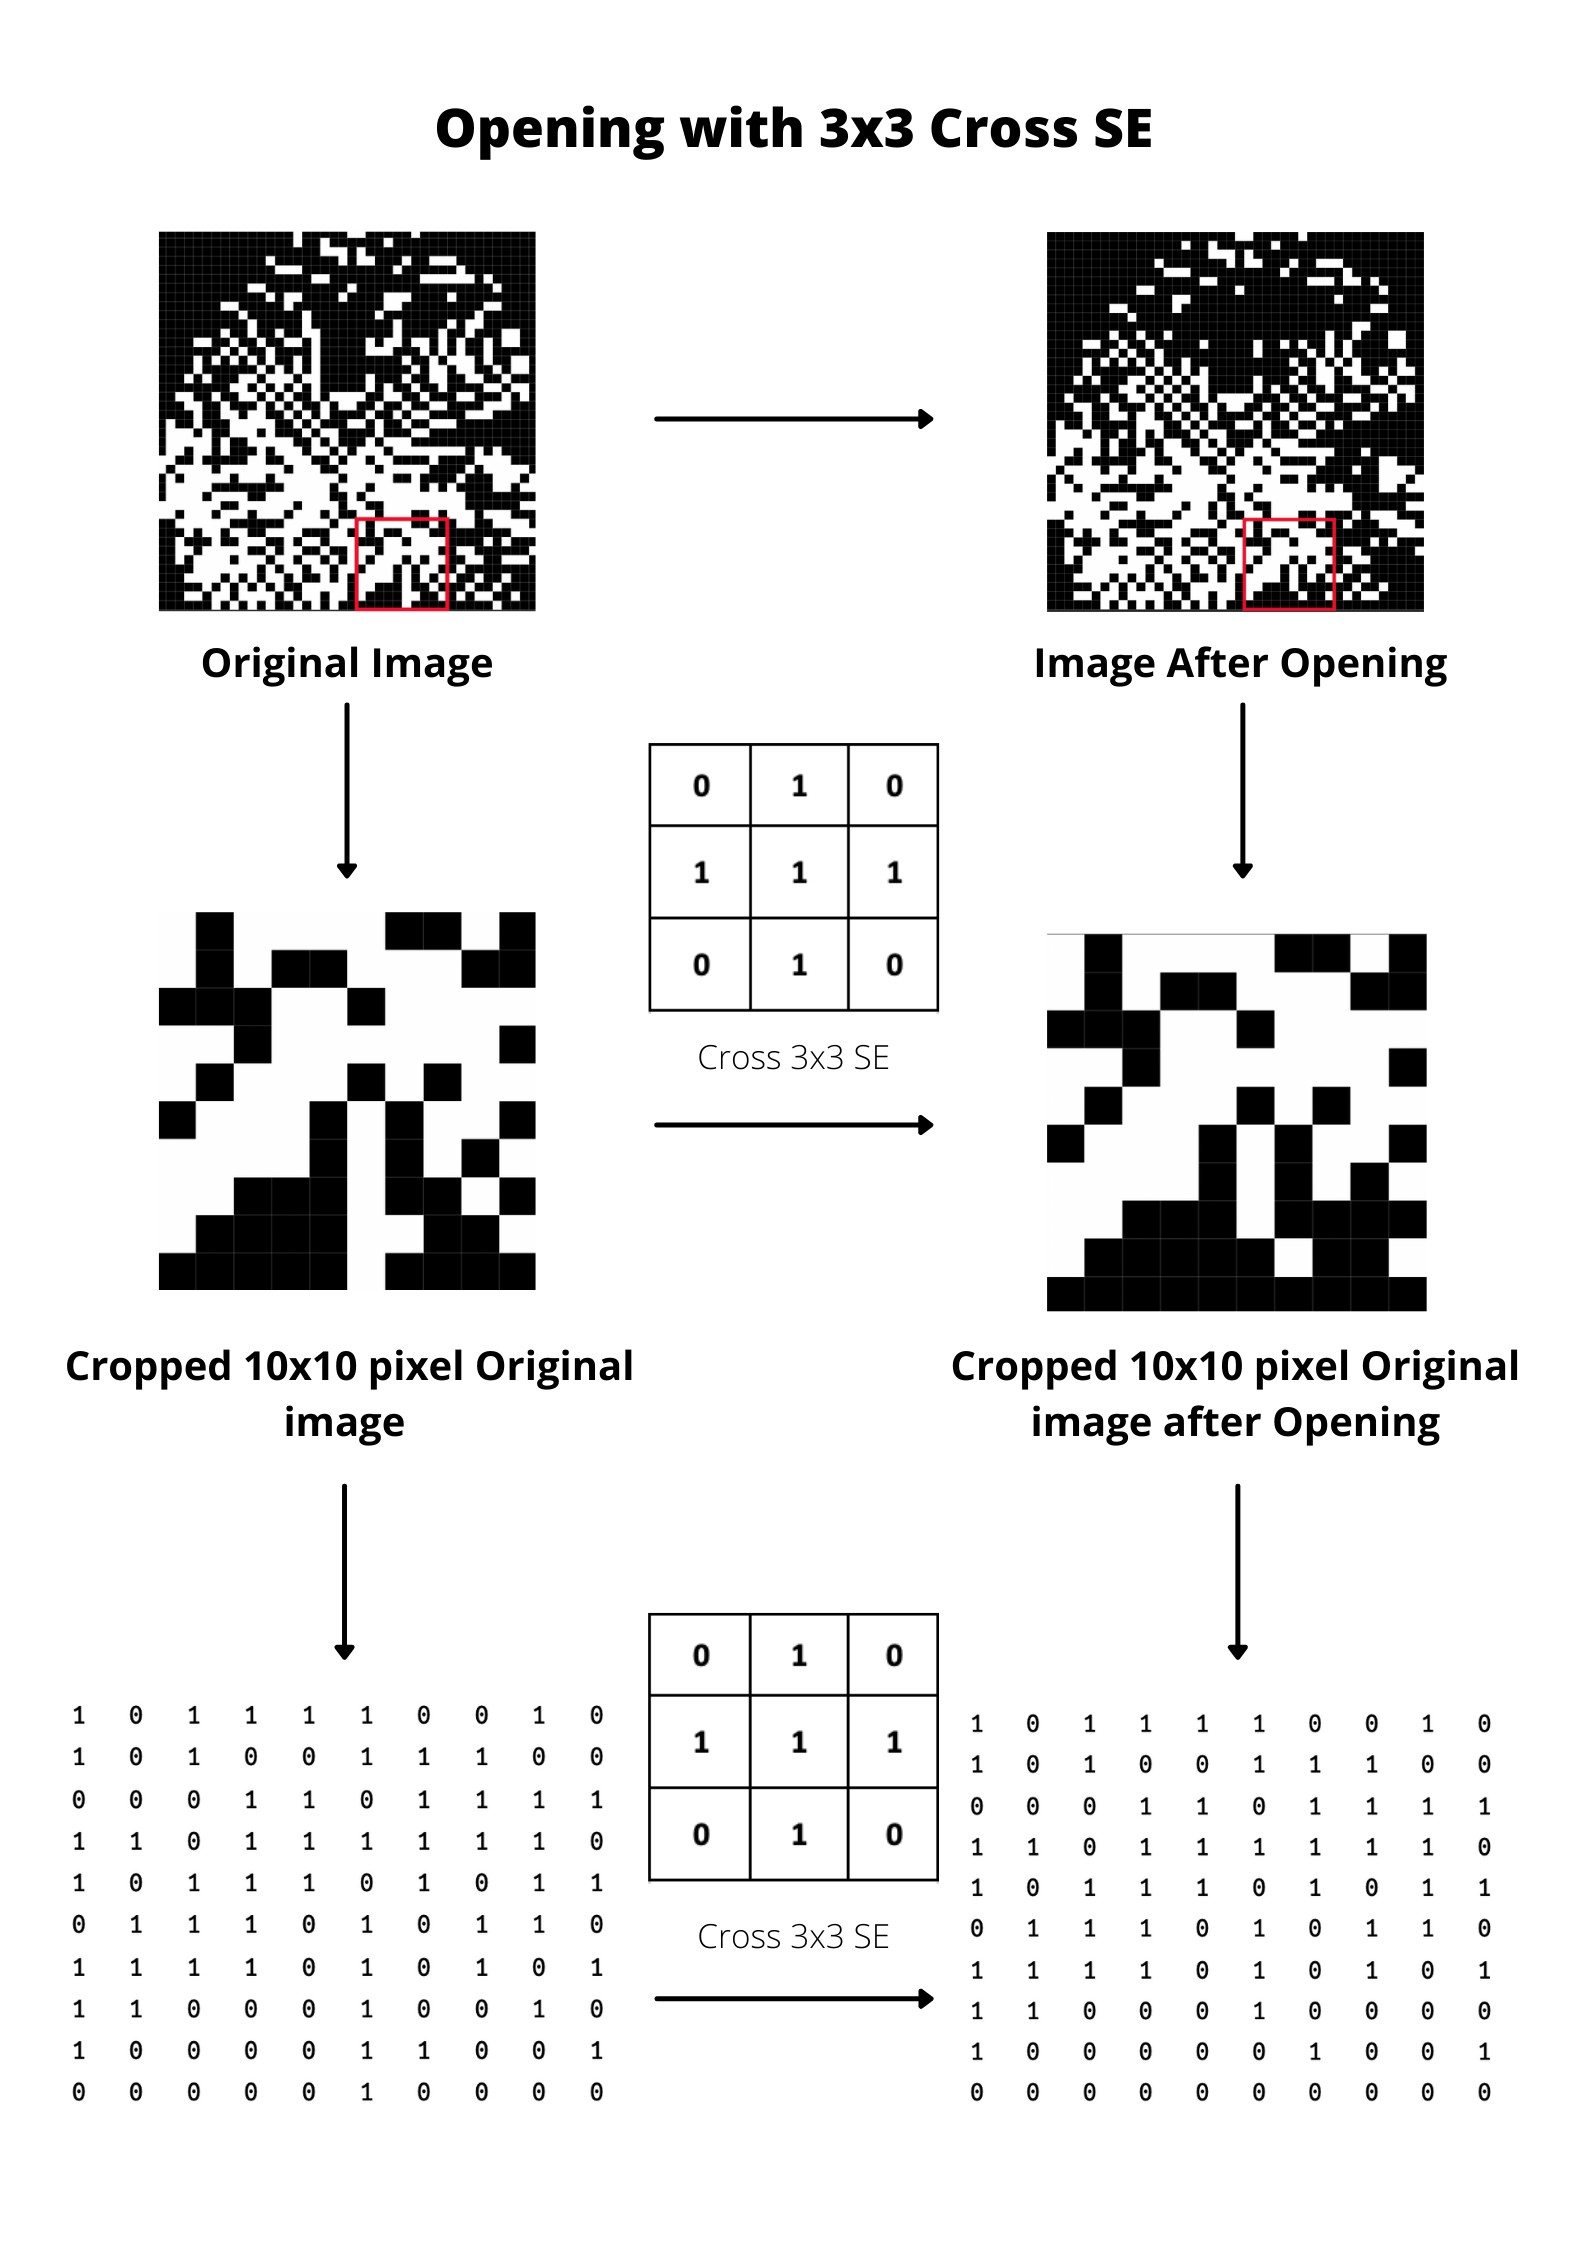 Opening with 3x3 Cross SE
Original Image
Image After Opening
0 1 0
1 1 1
0 1 0
Cross 3x3 SE
Cropped 10x10 pixel Original
image
Cropped 10x10 pixel Original
image after Opening
1 0 1 1 1 1 0 0 1 0
1 0 1 0 0 1 1 1 0 0
0 0 0 1 1 0 1 1 1 1
1 1 0 1 1 1 1 1 1 0
1 0 1 1 1 0 1 0 1 1
0 1 1 1 0 1 0 1 1 0
1 1 1 1 0 1 0 1 0 1
1 1 0 0 0 1 0 0 1 0
1 0 0 0 0 1 1 0 0 1
0 0 0 0 0 1 0 0 0 0
0 1 0
1 1 1
0 1 0
Cross 3x3 SE
1 0 1 1 1 1 0 0 1 0
1 0 1 0 0 1 1 1 0 0
0 0 0 1 1 0 1 1 1 1
1 1 0 1 1 1 1 1 1 0
1 0 1 1 1 0 1 0 1 1
0 1 1 1 0 1 0 1 1 0
1 1 1 1 0 1 0 1 0 1
1 1 0 0 0 1 0 0 0 0
1 0 0 0 0 0 1 0 0 1
0 0 0 0 0 0 0 0 0 0